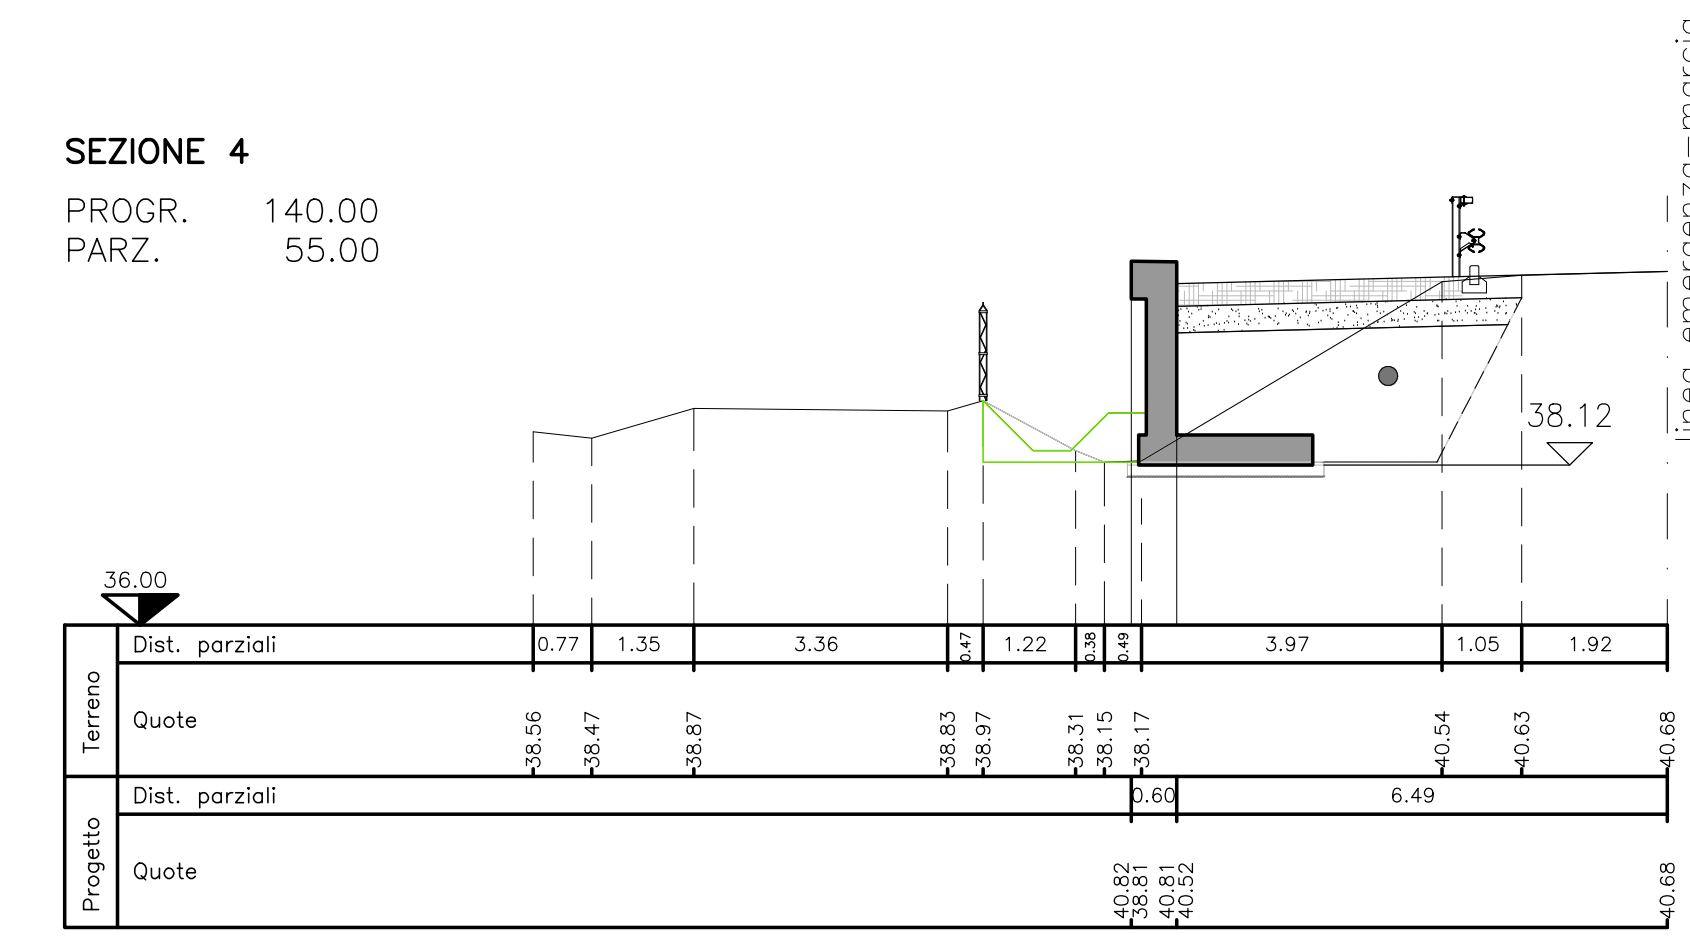 SEZIONE 4
PROGR. 140.00
PARZ. 55.00
linea emergenza-marcia
38.12
36.00
Terreno
Dist. parziali 0.77 1.35 3.36 0.47 1.22 0.38 0.49 3.97 1.05 1.92
Quote 38.56 38.47 38.87 38.83 38.97 38.31 38.15 38.17 40.54 40.63 40.68
Progetto
Dist. parziali 0.60 6.49
Quote 40.82 38.81 40.81 40.52 40.68